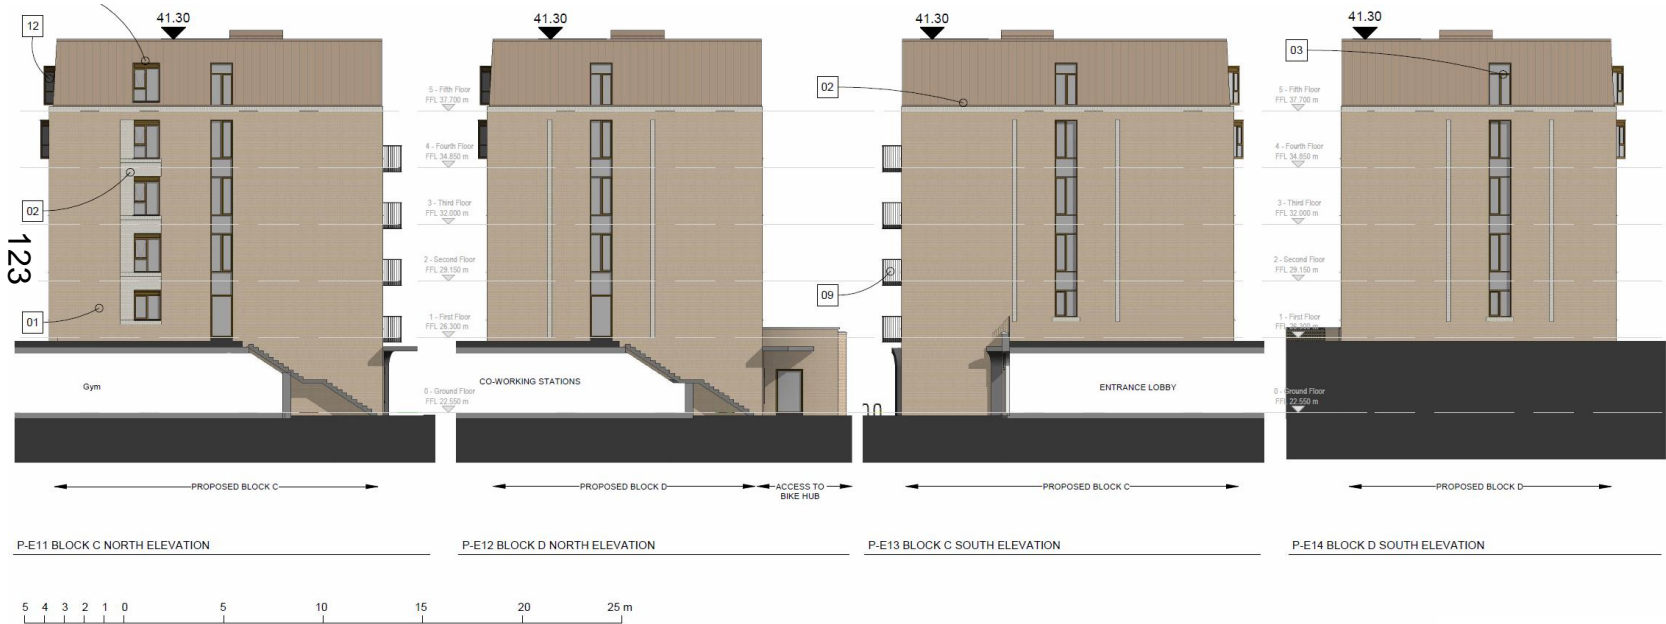 12
41.30
41.30
41.30
41.30
03
02
5 - Fifth Floor
FFL 37.700 m
5 - Fifth Floor
FFL 37.700 m
4 - Fourth Floor
FFL 34.850 m
4 - Fourth Floor
FFL 34.850 m
02
3 - Third Floor
FFL 32.000 m
3 - Third Floor
FFL 32.000 m
123
2 - Second Floor
FFL 29.150 m
2 - Second Floor
FFL 29.150 m
09
01
1 - First Floor
FFL 26.300 m
1 - First Floor
FFL 26.300 m
Gym
CO-WORKING STATIONS
ENTRANCE LOBBY
0 - Ground Floor
FFL 22.550 m
0 - Ground Floor
FFL 22.550 m
PROPOSED BLOCK C
PROPOSED BLOCK D
ACCESS TO
BIKE HUB
PROPOSED BLOCK C
PROPOSED BLOCK D
P-E11 BLOCK C NORTH ELEVATION
P-E12 BLOCK D NORTH ELEVATION
P-E13 BLOCK C SOUTH ELEVATION
P-E14 BLOCK D SOUTH ELEVATION
5 4 3 2 1 0 5 10 15 20 25 m